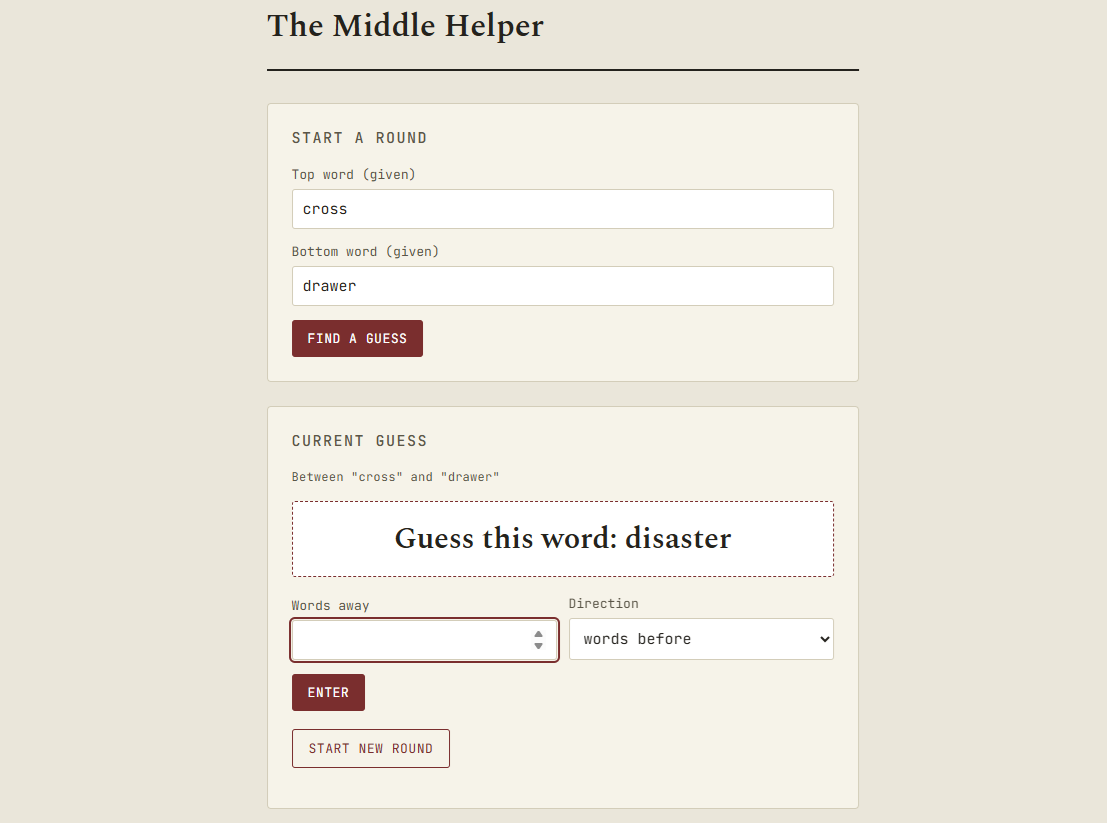 The Middle Helper
START A ROUND
Top word (given)
cross
Bottom word (given)
drawer
FIND A GUESS
CURRENT GUESS
Between "cross" and "drawer"
Guess this word: disaster
Words away
Direction
words before
ENTER
START NEW ROUND